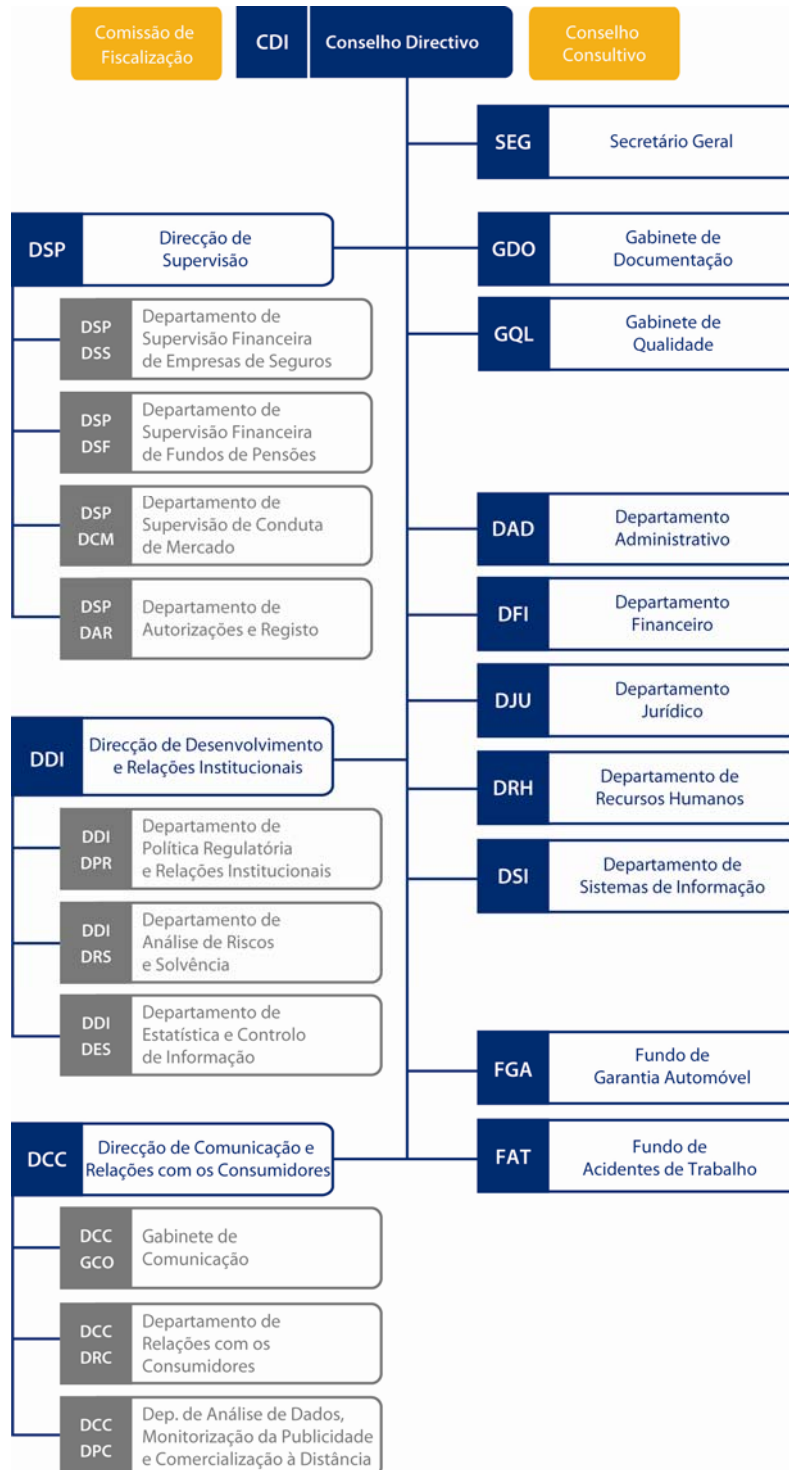 Comissão de
Fiscalização
CDI
Conselho Directivo
Conselho
Consultivo
SEG
Secretário Geral
DSP
Direcção de
Supervisão
GDO
Gabinete de
Documentação
DSP
DSS
Departamento de
Supervisão Financeira
de Empresas de Seguros
GQL
Gabinete de
Qualidade
DSP
DSF
Departamento de
Supervisão Financeira
de Fundos de Pensões
DSP
DCM
Departamento de
Supervisão de Conduta
de Mercado
DAD
Departamento
Administrativo
DSP
DAR
Departamento de
Autorizações e Registo
DFI
Departamento
Financeiro
DJU
Departamento
Jurídico
DDI
Direcção de Desenvolvimento
e Relações Institucionais
DRH
Departamento de
Recursos Humanos
DDI
DPR
Departamento de
Política Regulatória
e Relações Institucionais
DSI
Departamento de
Sistemas de Informação
DDI
DRS
Departamento de
Análise de Riscos
e Solvência
DDI
DES
Departamento de
Estatística e Controlo
de Informação
FGA
Fundo de
Garantia Automóvel
DCC
Direcção de Comunicação e
Relações com os Consumidores
FAT
Fundo de
Acidentes de Trabalho
DCC
GCO
Gabinete de
Comunicação
DCC
DRC
Departamento de
Relações com os
Consumidores
DCC
DPC
Dep. de Análise de Dados,
Monitorização da Publicidade
e Comercialização à Distância